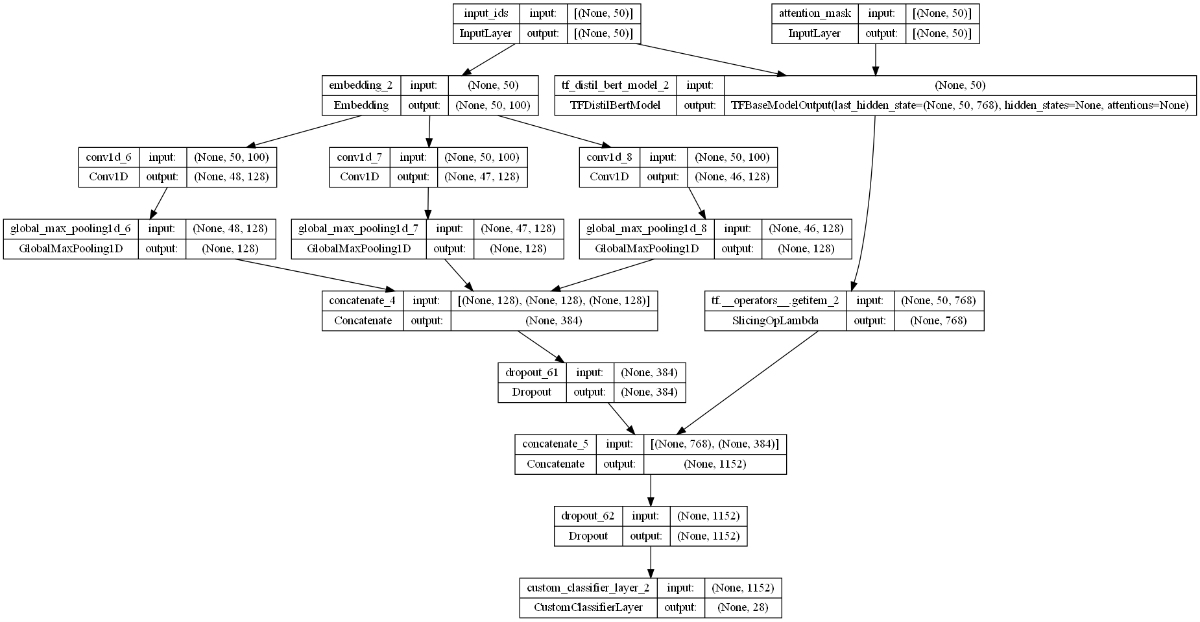 input_ids input: [(None, 50)]
InputLayer output: [(None, 50)]
attention_mask input: [(None, 50)]
InputLayer output: [(None, 50)]
embedding_2 input: (None, 50)
Embedding output: (None, 50, 100)
tf_distil_bert_model_2 input: (None, 50)
TFDistilBertModel output: TFBaseModelOutput(last_hidden_state=(None, 50, 768), hidden_states=None, attentions=None)
conv1d_6 input: (None, 50, 100)
Conv1D output: (None, 48, 128)
conv1d_7 input: (None, 50, 100)
Conv1D output: (None, 47, 128)
conv1d_8 input: (None, 50, 100)
Conv1D output: (None, 46, 128)
global_max_pooling1d_6 input: (None, 48, 128)
GlobalMaxPooling1D output: (None, 128)
global_max_pooling1d_7 input: (None, 47, 128)
GlobalMaxPooling1D output: (None, 128)
global_max_pooling1d_8 input: (None, 46, 128)
GlobalMaxPooling1D output: (None, 128)
concatenate_4 input: [(None, 128), (None, 128), (None, 128)]
Concatenate output: (None, 384)
tf.__operators__.getitem_2 input: (None, 50, 768)
SlicingOpLambda output: (None, 768)
dropout_61 input: (None, 384)
Dropout output: (None, 384)
concatenate_5 input: [(None, 768), (None, 384)]
Concatenate output: (None, 1152)
dropout_62 input: (None, 1152)
Dropout output: (None, 1152)
custom_classifier_layer_2 input: (None, 1152)
CustomClassifierLayer output: (None, 28)